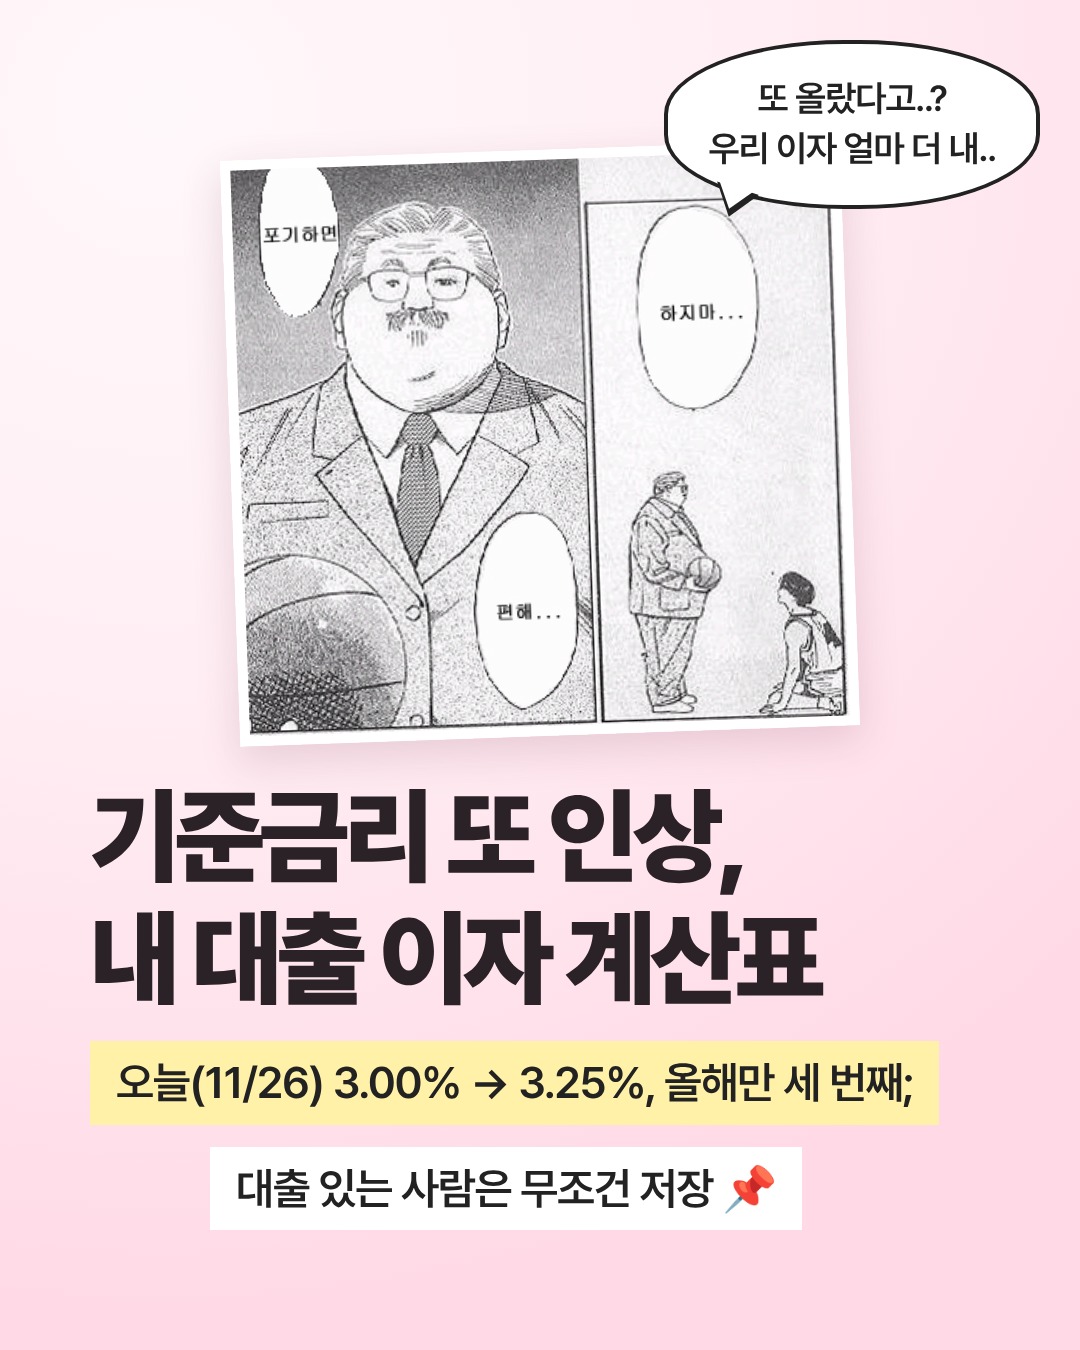 또 올랐다고..?
우리 이자 얼마 더 내..
포기하면
편해...
하지마...
기준금리 또 인상,
내 대출 이자 계산표
오늘(11/26) 3.00% → 3.25%, 올해만 세 번째;
대출 있는 사람은 무조건 저장 📌